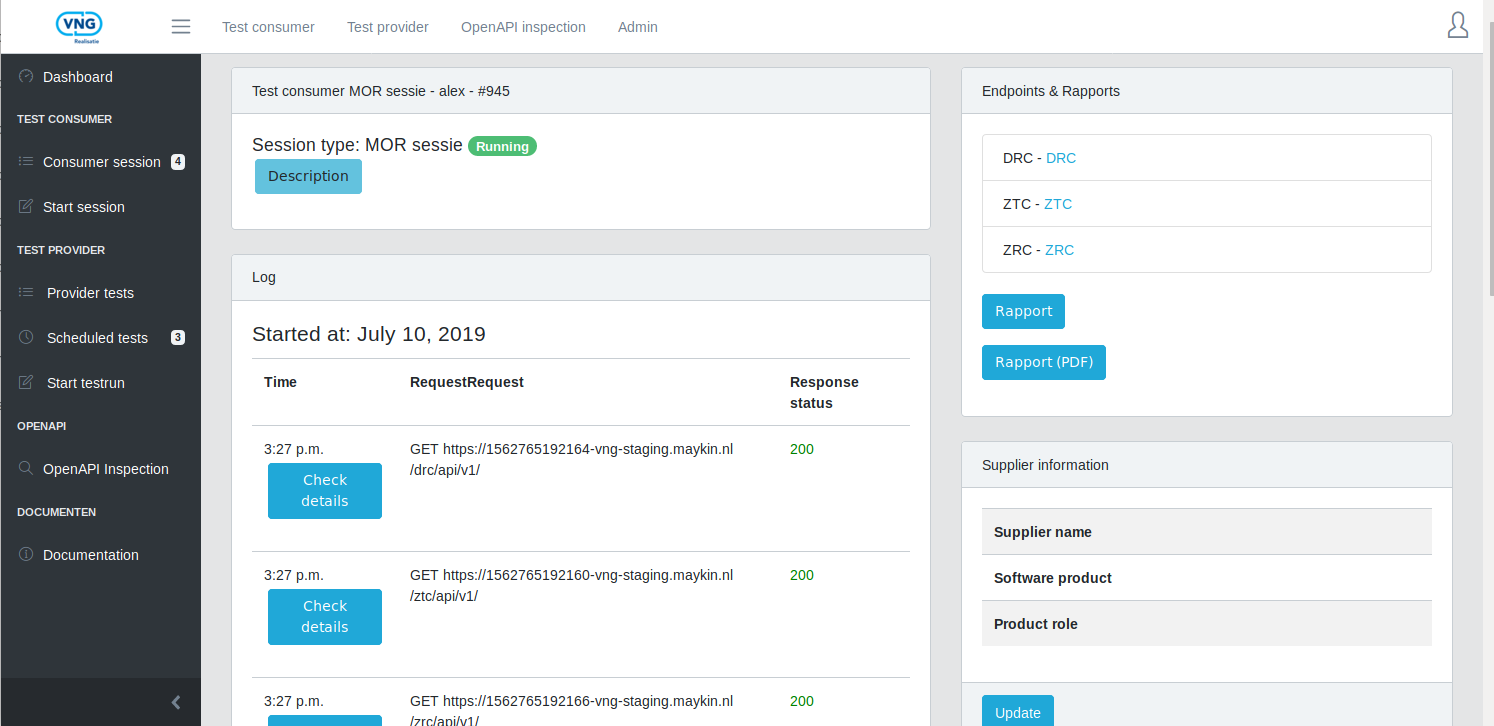 VNG
Realisatie
Test consumer
Test provider
OpenAPI inspection
Admin
Dashboard
TEST CONSUMER
Consumer session 4
Start session
TEST PROVIDER
Provider tests
Scheduled tests 3
Start testrun
OPENAPI
OpenAPI Inspection
DOCUMENTEN
Documentation
Test consumer MOR sessie - alex - #945
Session type: MOR sessie Running
Description
Log
Started at: July 10, 2019
Time RequestRequest Response
status
3:27 p.m. GET https://1562765192164-vng-staging.maykin.nl 200
/drc/api/v1/
Check
details
3:27 p.m. GET https://1562765192160-vng-staging.maykin.nl 200
/ztc/api/v1/
Check
details
3:27 p.m. GET https://1562765192166-vng-staging.maykin.nl 200
/zrc/api/v1/
Endpoints & Rapports
DRC - DRC
ZTC - ZTC
ZRC - ZRC
Rapport
Rapport (PDF)
Supplier information
Supplier name
Software product
Product role
Update